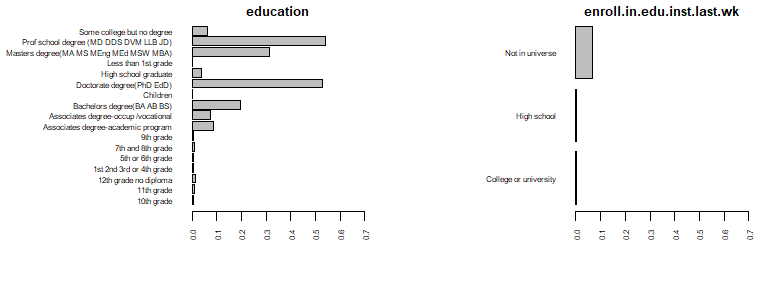 education
Some college but no degree
Prof school degree (MD DDS DVM LLB JD)
Masters degree(MA MS MEng MEd MSW MBA)
Less than 1st grade
High school graduate
Doctorate degree(PhD EdD)
Children
Bachelors degree(BA AB BS)
Associates degree-occup /vocational
Associates degree-academic program
9th grade
7th and 8th grade
5th or 6th grade
1st 2nd 3rd or 4th grade
12th grade no diploma
11th grade
10th grade
0.0 0.1 0.2 0.3 0.4 0.5 0.6 0.7
enroll.in.edu.inst.last.wk
Not in universe
High school
College or university
0.0 0.1 0.2 0.3 0.4 0.5 0.6 0.7